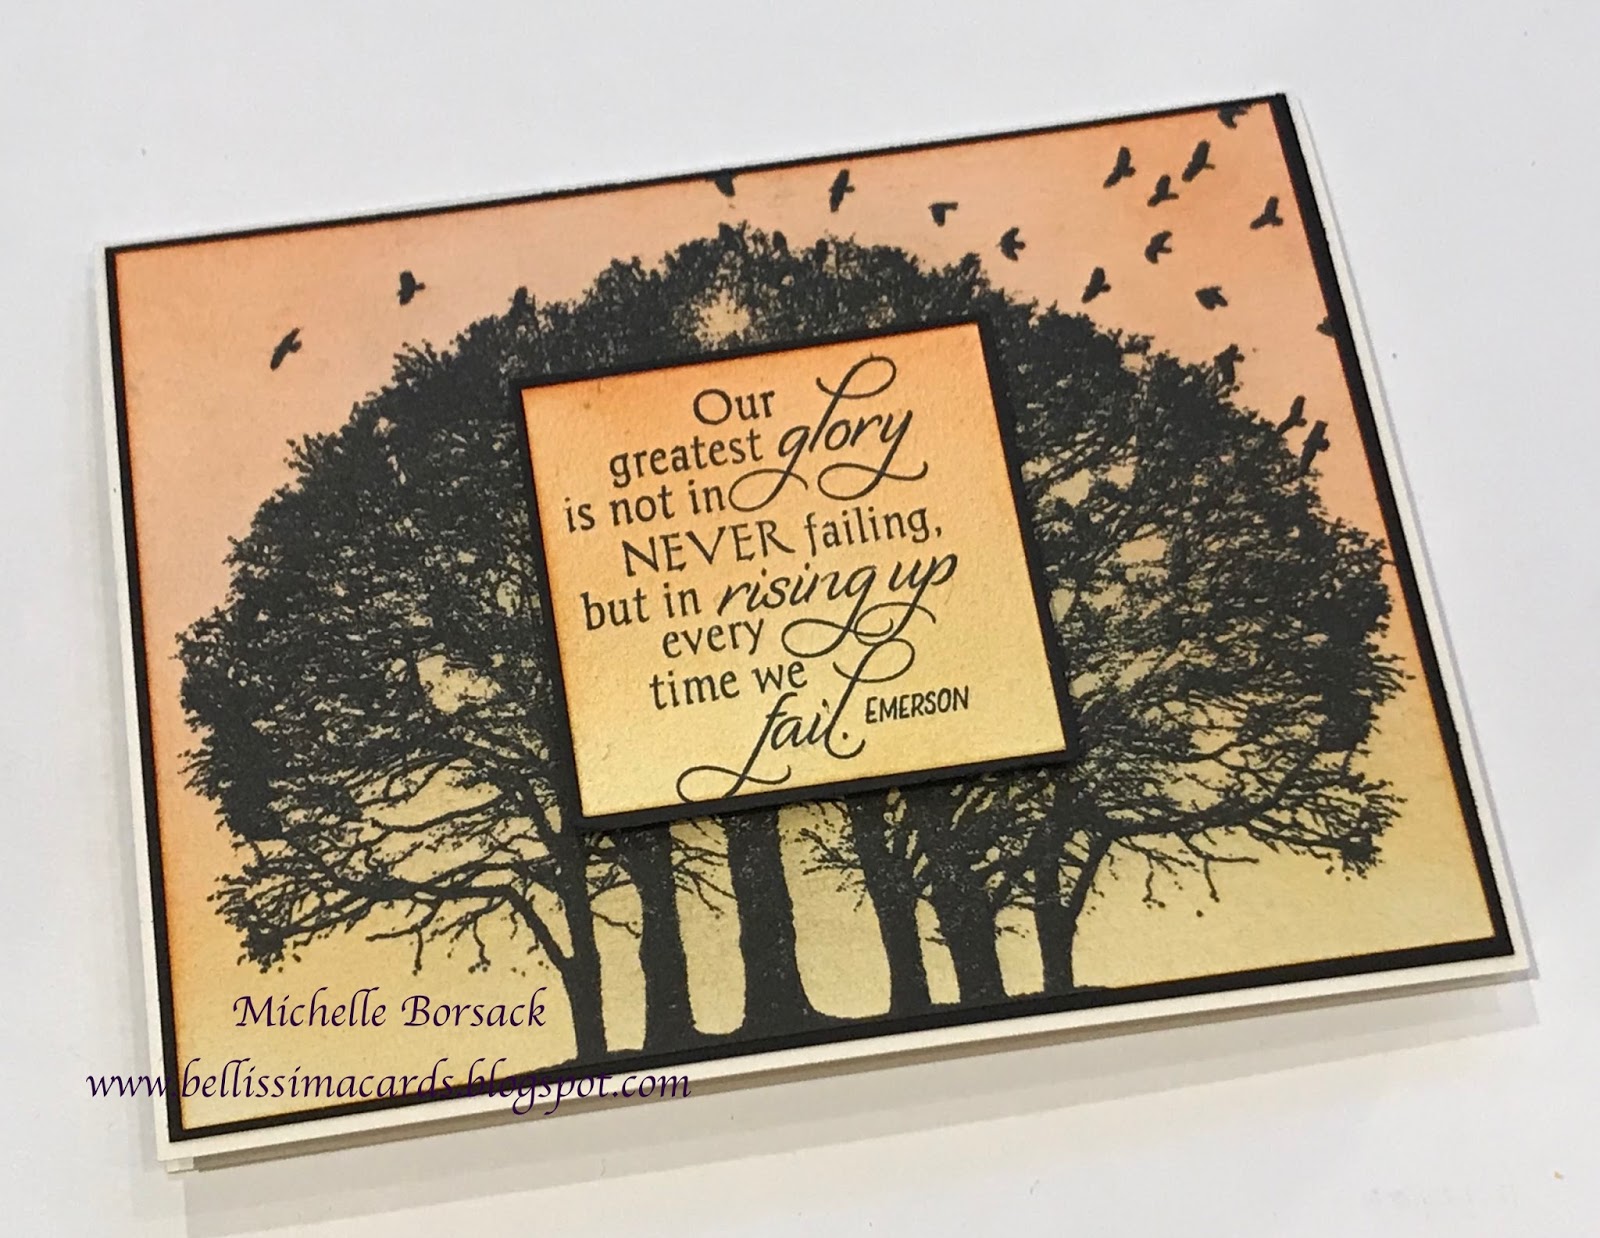 Our
greatest glory
is not in
NEVER failing,
but in rising up
every
time we
fail. EMERSON
Michelle Borsack
www.bellissimacards.blogspot.com